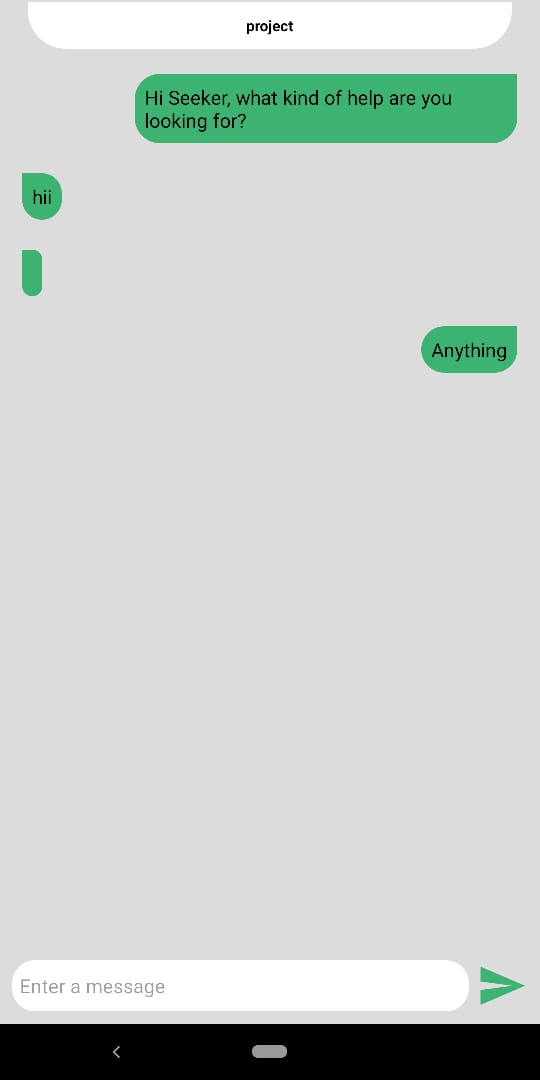 project
Hi Seeker, what kind of help are you
looking for?
hii
Anything
Enter a message